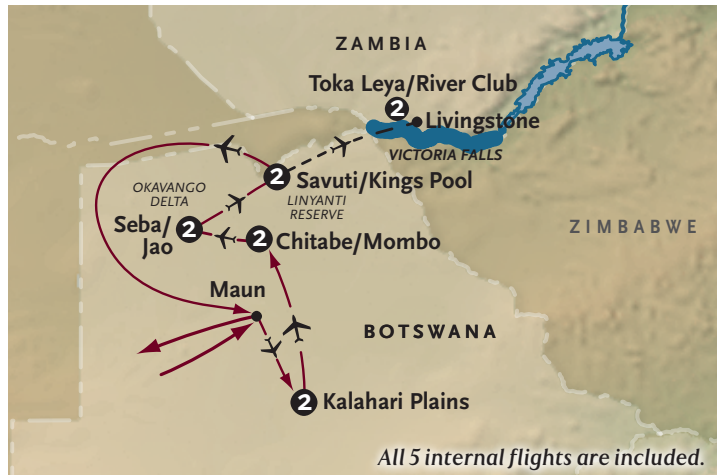 ZAMBIA
Toka Leya/River Club
2
Livingstone
VICTORIA FALLS
2
Savuti/Kings Pool
OKAVANGO
DELTA
LINYANTI
RESERVE
Seba/
Jao
2
2
Chitabe/Mombo
ZIMBABWE
Maun
BOTSWANA
2
Kalahari Plains
All 5 internal flights are included.